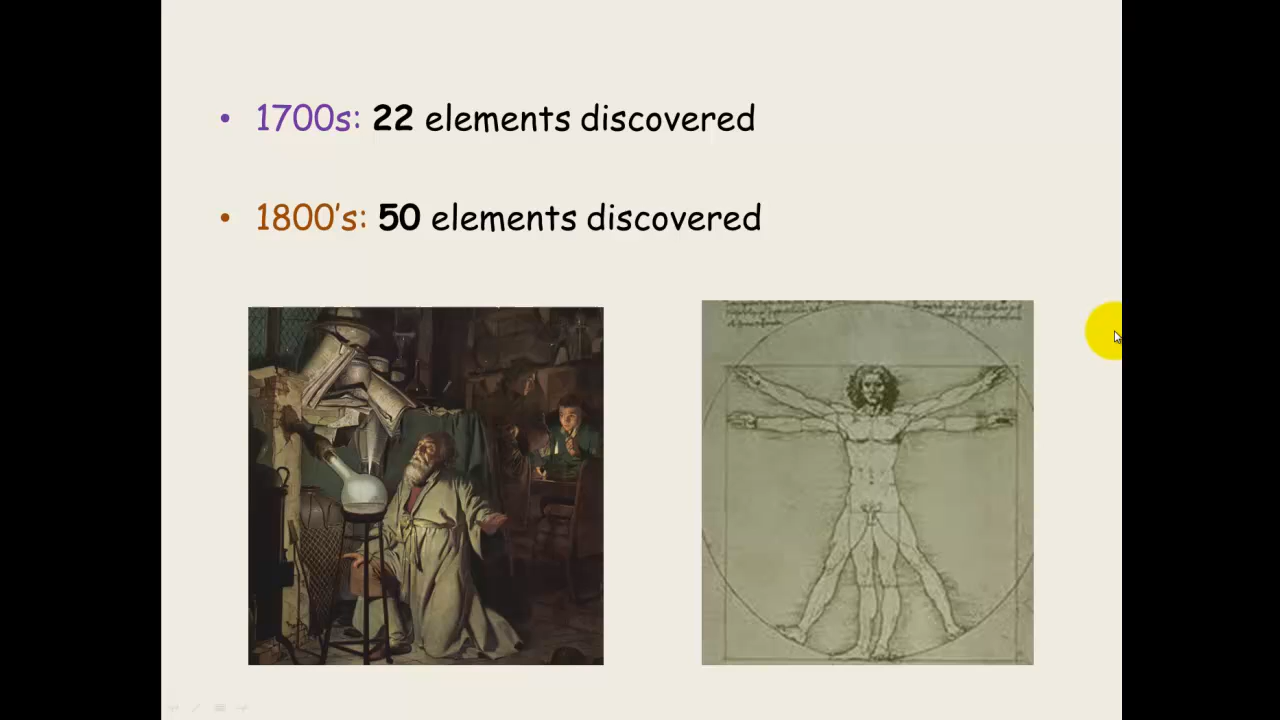 • 1700s: 22 elements discovered
• 1800's: 50 elements discovered